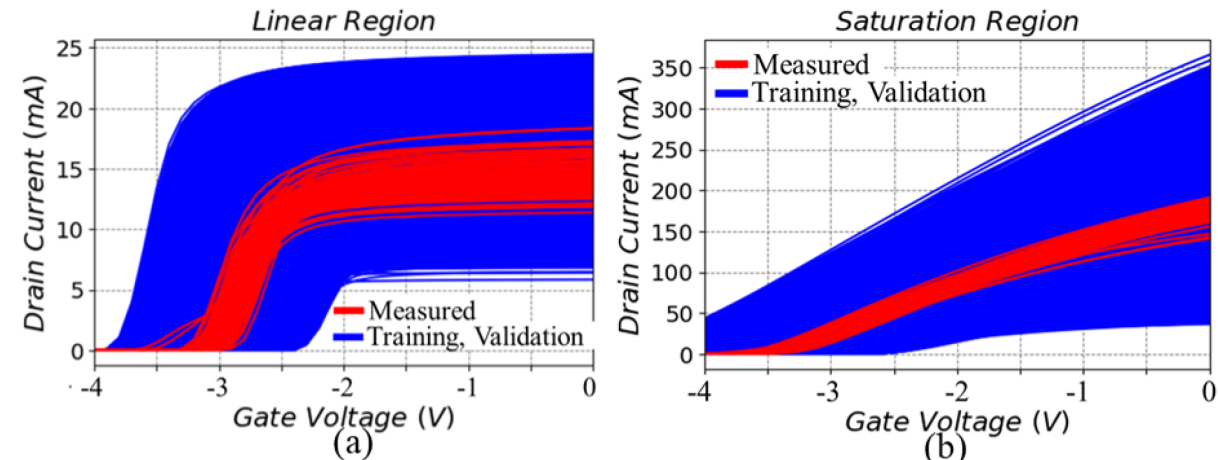 Linear Region
25
20
15
10
5
0
Drain Current (mA)
Measured
Training, Validation
-4
-3
-2
-1
0
Gate Voltage (V)
(a)
Saturation Region
350
300
250
200
150
100
50
0
Drain Current (mA)
Measured
Training, Validation
-4
-3
-2
-1
0
Gate Voltage (V)
(b)